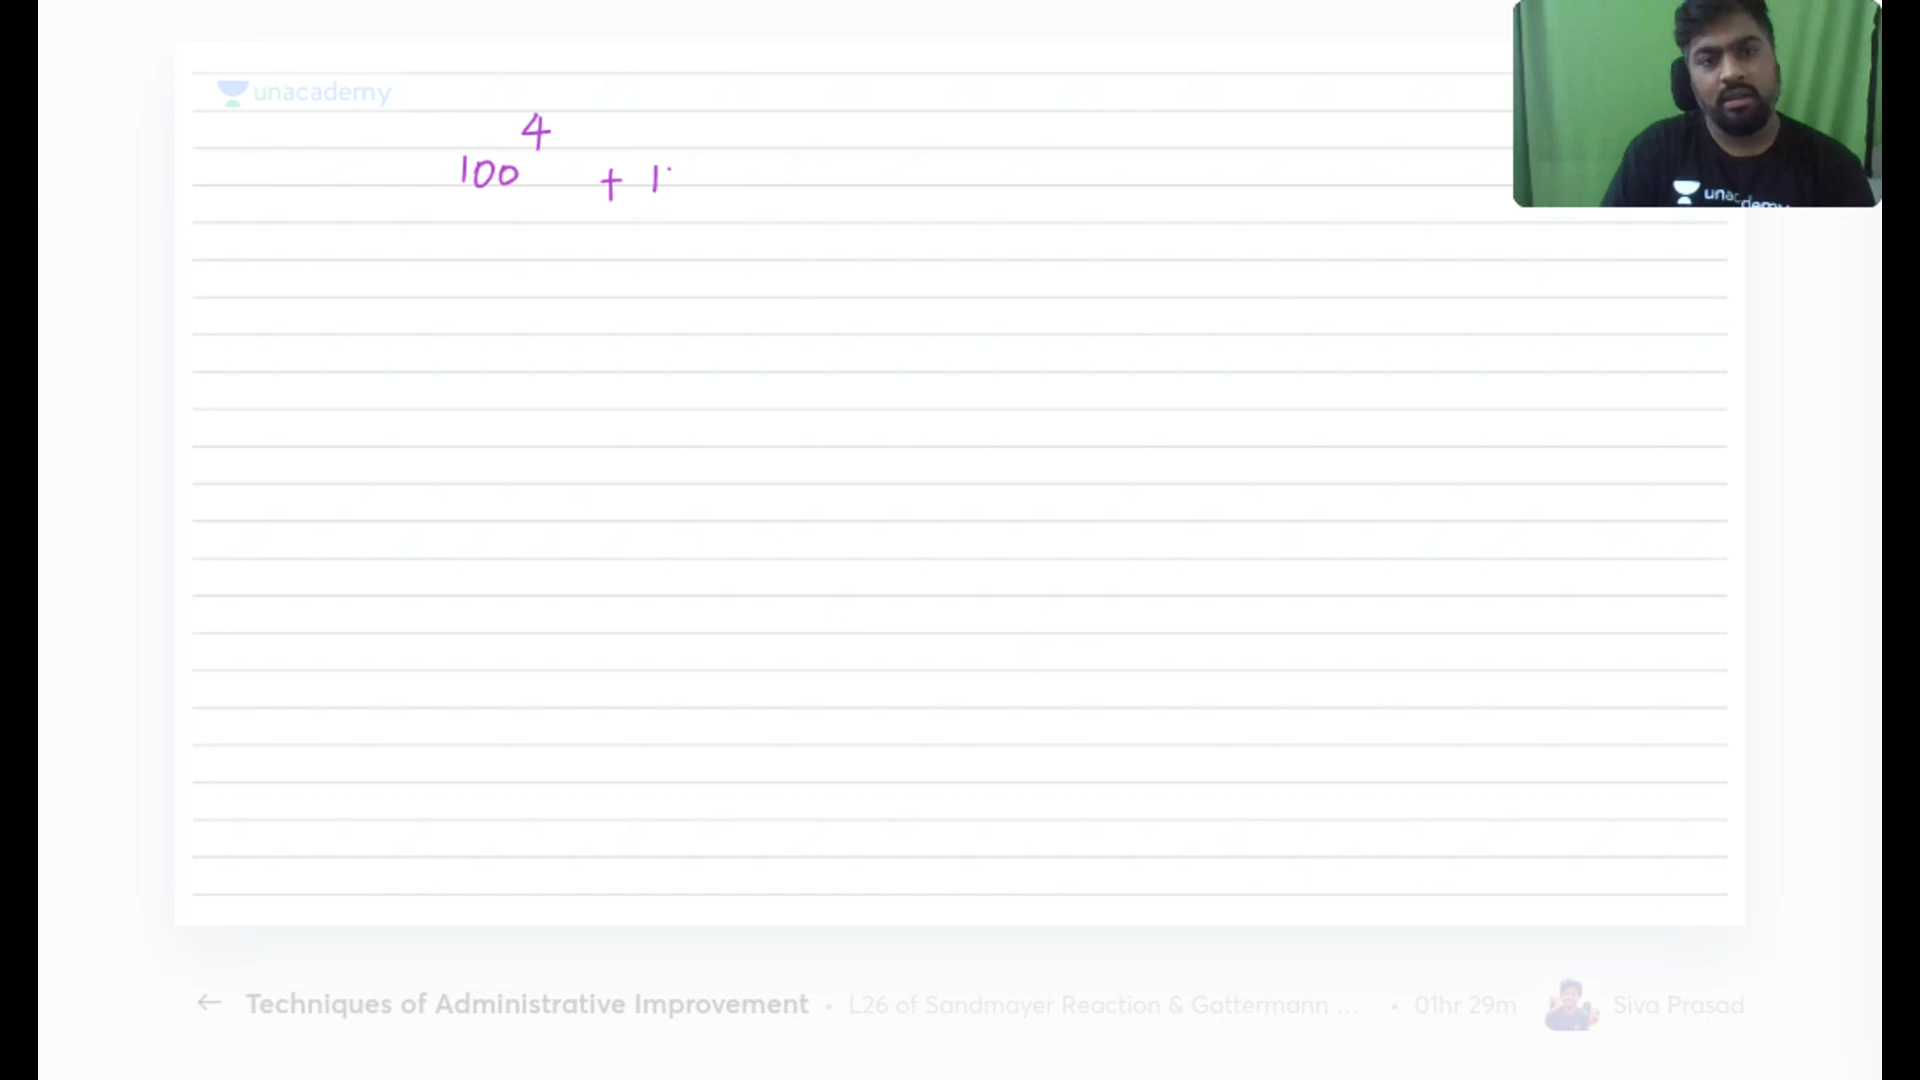 unacademy
100^4 + 1
unacademy
← Techniques of Administrative Improvement • L26 of Sandmayer Reaction & Gattermann ... • 01hr 29m Siva Prasad